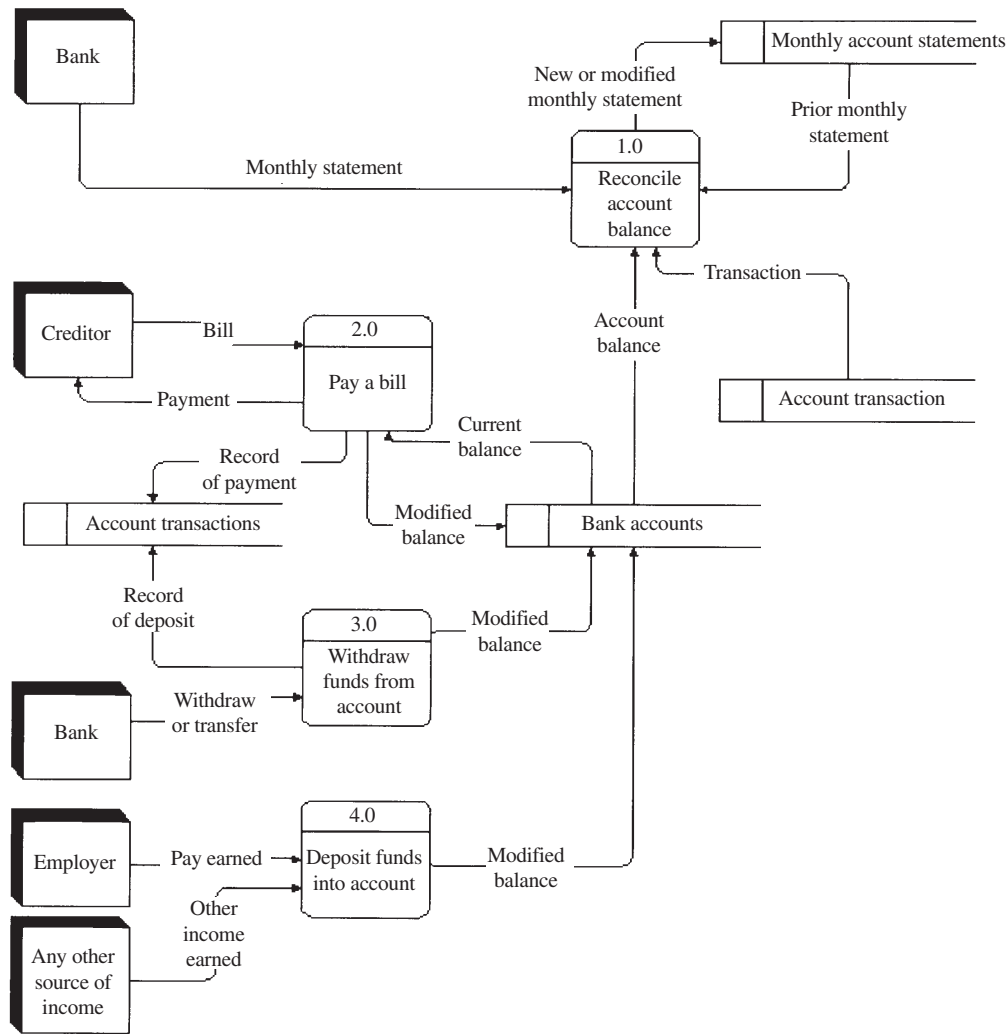 Bank
Monthly account statements
New or modified
monthly statement
Prior monthly
statement
1.0
Monthly statement
Reconcile
account
balance
Transaction
Creditor
Bill
2.0
Account
balance
Pay a bill
Payment
Account transaction
Current
balance
Record
of payment
Account transactions
Modified
balance
Bank accounts
Record
of deposit
3.0
Modified
balance
Withdraw
funds from
account
Bank
Withdraw
or transfer
4.0
Employer
Pay earned
Deposit funds
into account
Modified
balance
Other
income
earned
Any other
source of
income